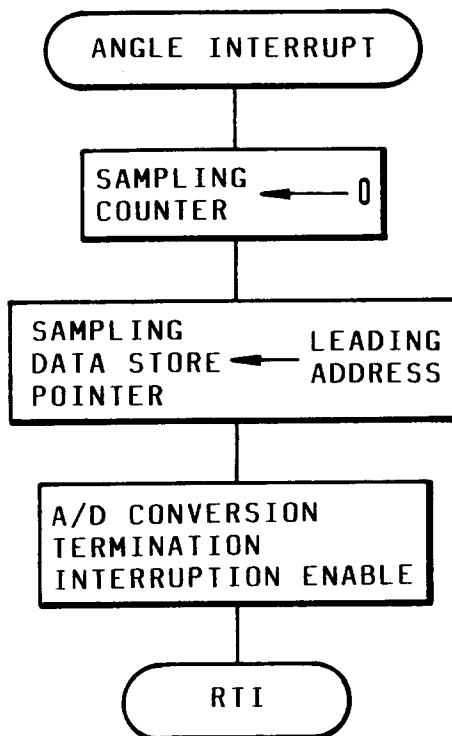 ANGLE INTERRUPT
SAMPLING
COUNTER
0
SAMPLING
DATA STORE
POINTER
LEADING
ADDRESS
A/D CONVERSION
TERMINATION
INTERRUPTION ENABLE
RTI